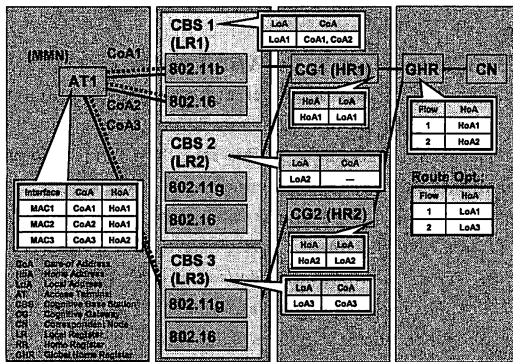 (MMN)
AT1
CoA1
CoA2
CoA3
Interface CoA HoA
MAC1 CoA1 HoA1
MAC2 CoA2 HoA1
MAC3 CoA3 HoA2
CoA Care-of Address
HoA Home Address
LoA Local Address
AT Access Terminal
CBS Cognitive Base Station
CG Cognitive Gateway
CN Correspondent Node
LR Local Register
RR Home Register
GHR Global Home Register
CBS 1
(LR1)
802.11b
802.16
CBS 2
(LR2)
802.11g
802.16
CBS 3
(LR3)
802.11g
802.16
LoA CoA
LoA1 CoA1, CoA2
CG1 (HR1)
HoA LoA
HoA1 LoA1
LoA CoA
LoA2 —
CG2 (HR2)
HoA LoA
HoA2 LoA2
LoA CoA
LoA3 CoA3
GHR
CN
Flow HoA
1 HoA1
2 HoA2
Route Opt.:
Flow HoA
1 LoA1
2 LoA3